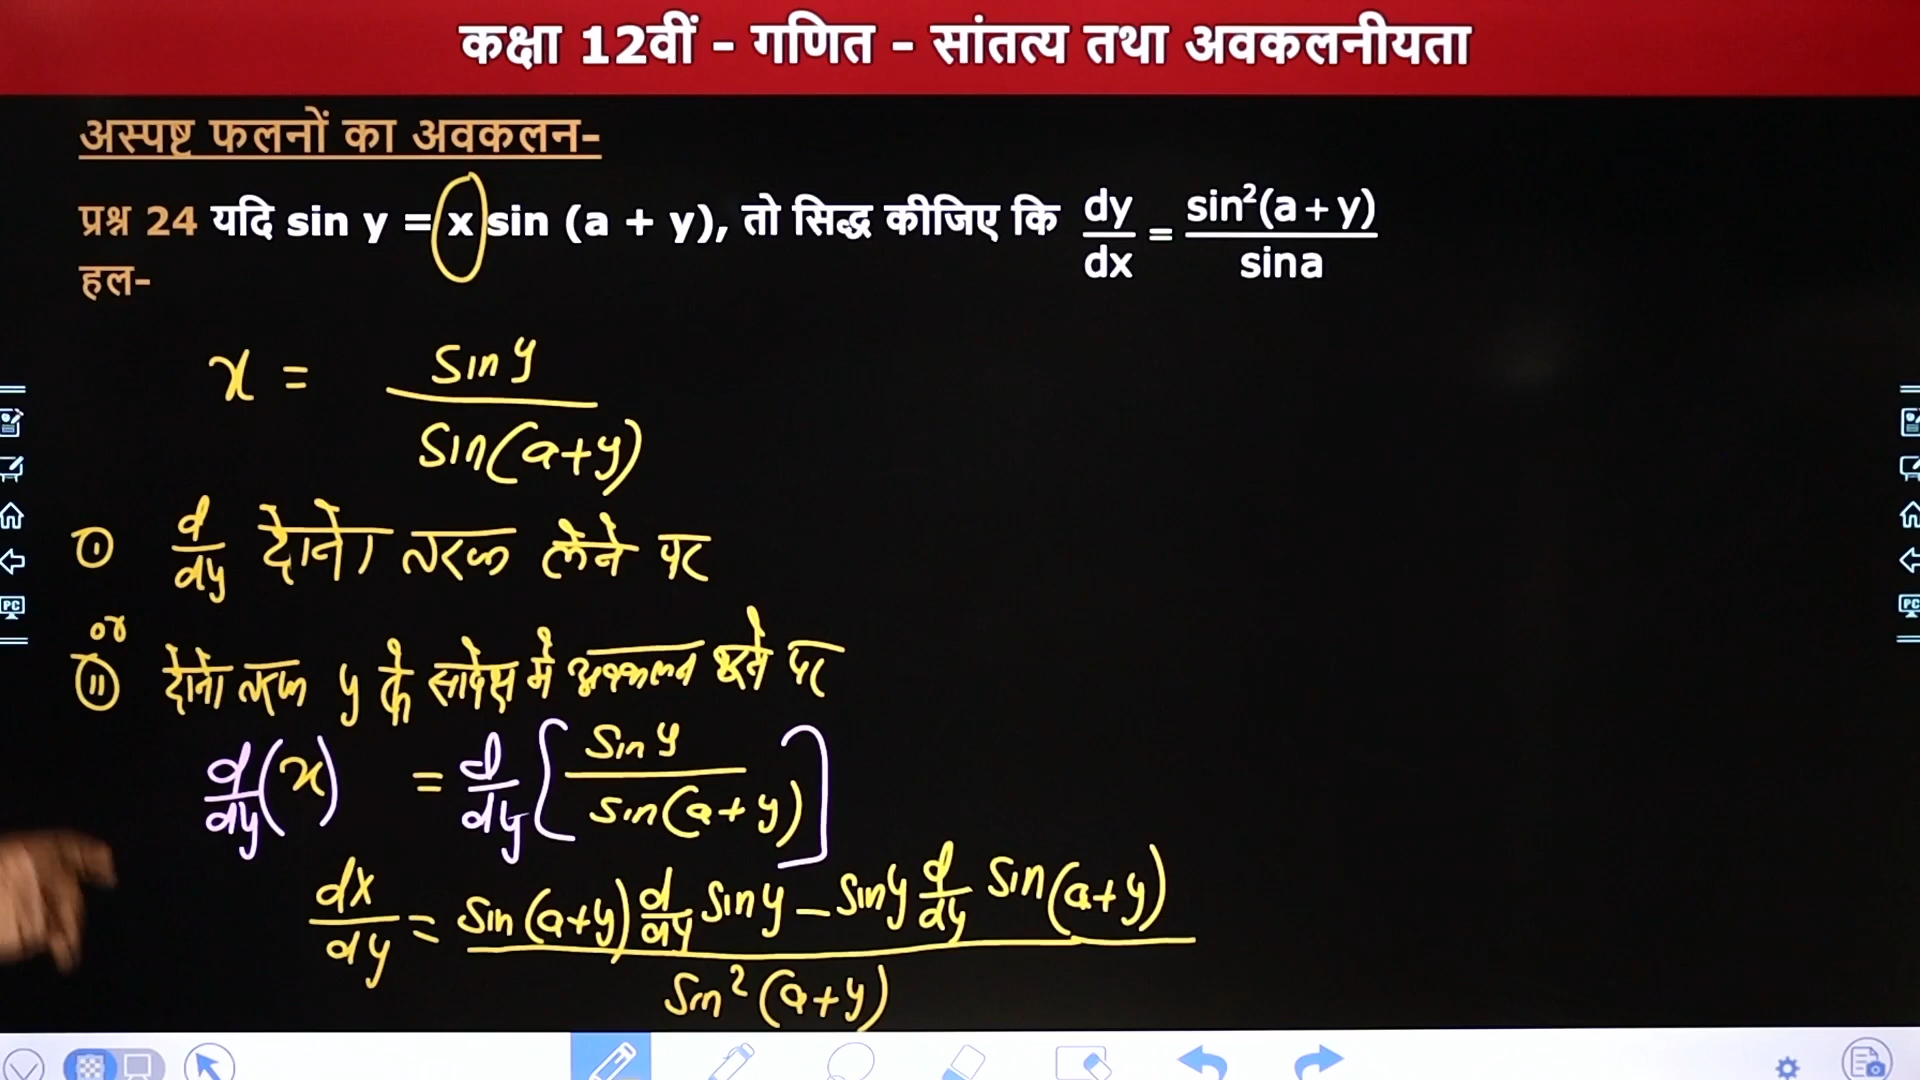 कक्षा 12वीं - गणित - सांतत्य तथा अवकलनीयता
अस्पष्ट फलनों का अवकलन-
प्रश्न 24 यदि sin y = x sin (a + y), तो सिद्ध कीजिए कि dy/dx = sin²(a+y)/sina
हल-
x = sin y / sin(a+y)
① d/dy दोनों तरफ लेने पर
or
② दोनों तरफ y के सापेक्ष में अवकलन करने पर
d/dy (x) = d/dy [sin y / sin(a+y)]
dx/dy = sin(a+y) d/dy sin y - sin y d/dy sin(a+y) / sin²(a+y)
PC
PC